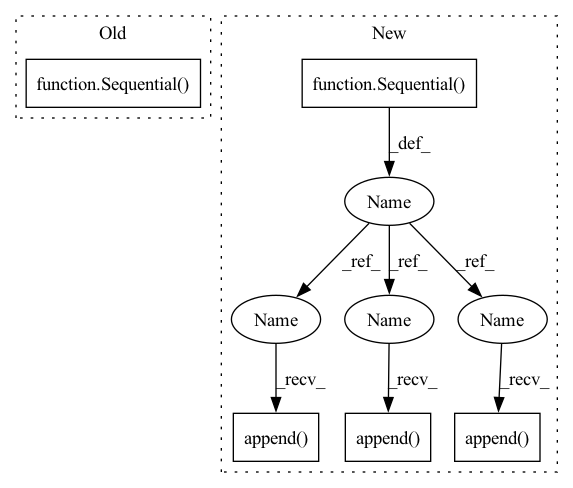 Old
New
function.Sequential()
function.Sequential()
_def_
Name
_ref_
_ref_
_ref_
Name
Name
Name
_recv_
_recv_
_recv_
append()
append()
append()